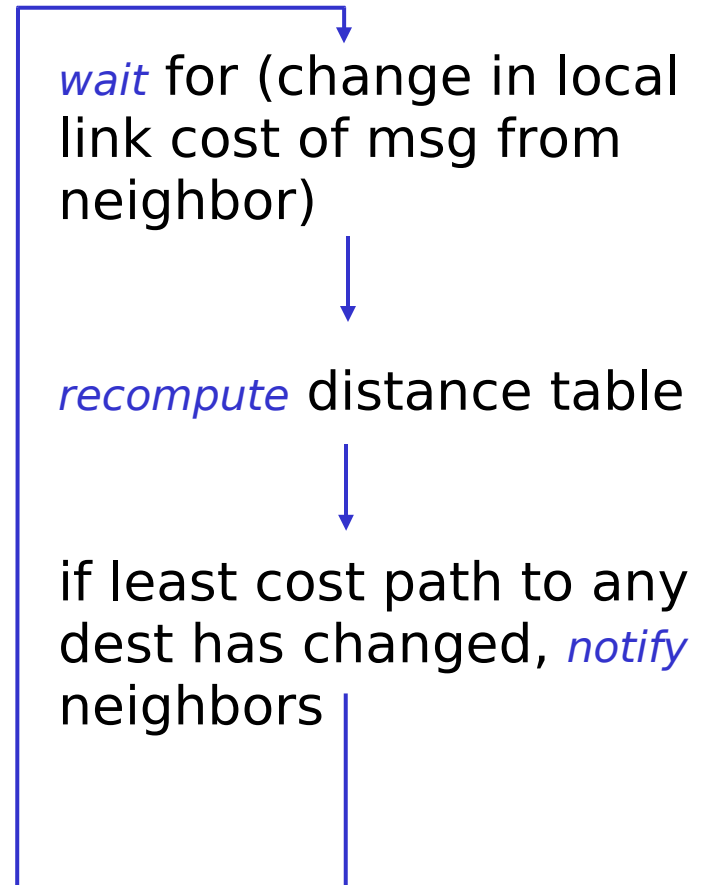 wait for (change in local
link cost of msg from
neighbor)
recompute distance table
if least cost path to any
dest has changed, notify
neighbors